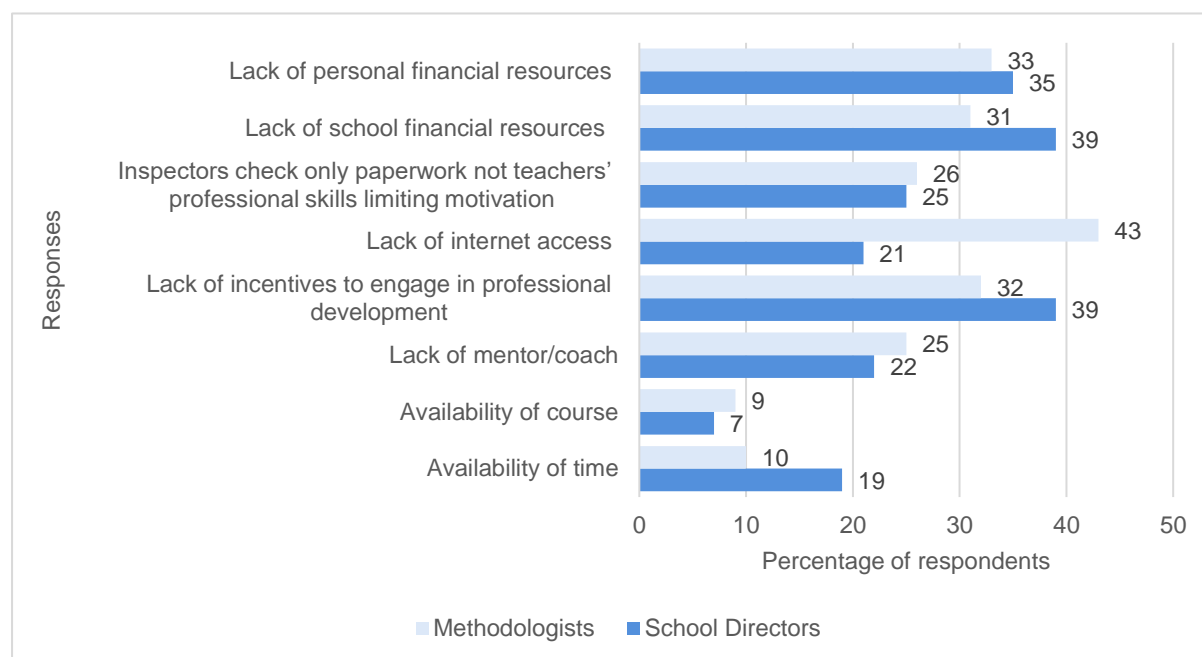 Responses
Lack of personal financial resources
33
35
Lack of school financial resources
31
39
Inspectors check only paperwork not teachers’
professional skills limiting motivation
26
25
Lack of internet access
43
21
Lack of incentives to engage in professional
development
32
39
Lack of mentor/coach
25
22
Availability of course
9
7
Availability of time
10
19
0 10 20 30 40 50
Percentage of respondents
Methodologists School Directors